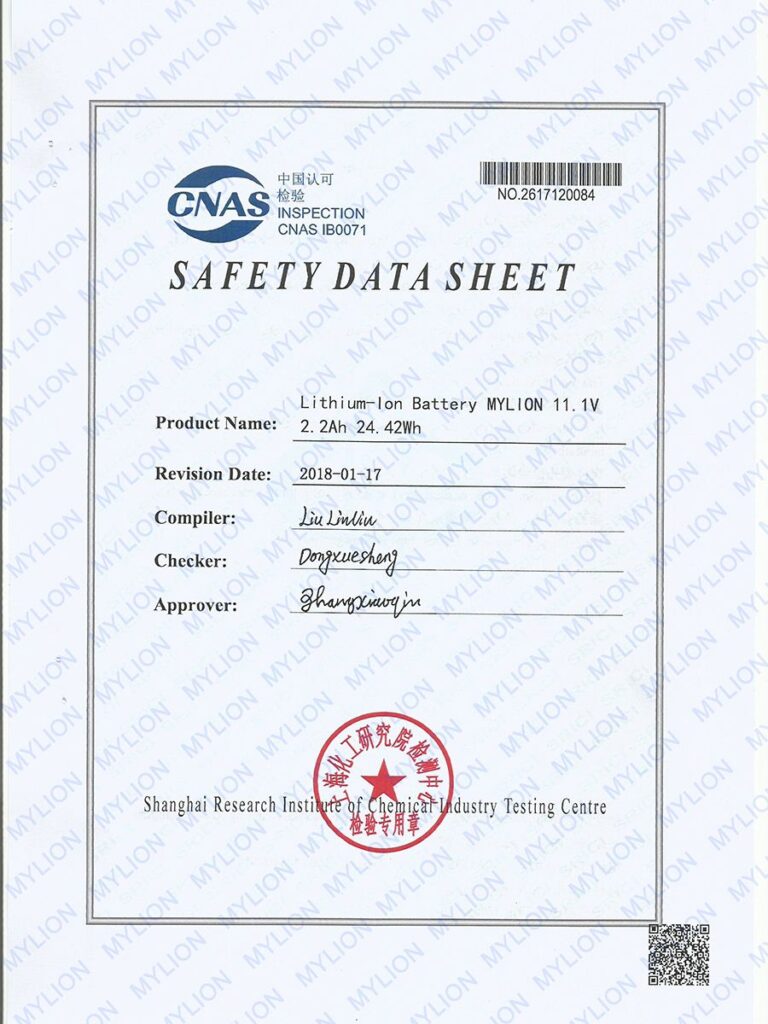 CNAS
中国认可
检验
INSPECTION
CNAS IB0071
NO.2617120084
SAFETY DATA SHEET
Product Name:
Lithium-Ion Battery MYLION 11.1V
2.2Ah 24.42Wh
Revision Date: 2018-01-17
Compiler: Liu Linlin
Checker: Dongxuesheng
Approver: Zhangxiaoqin
上海化工研究院检测中心
Shanghai Research Institute of Chemical Industry Testing Centre
检验专用章
MYLION